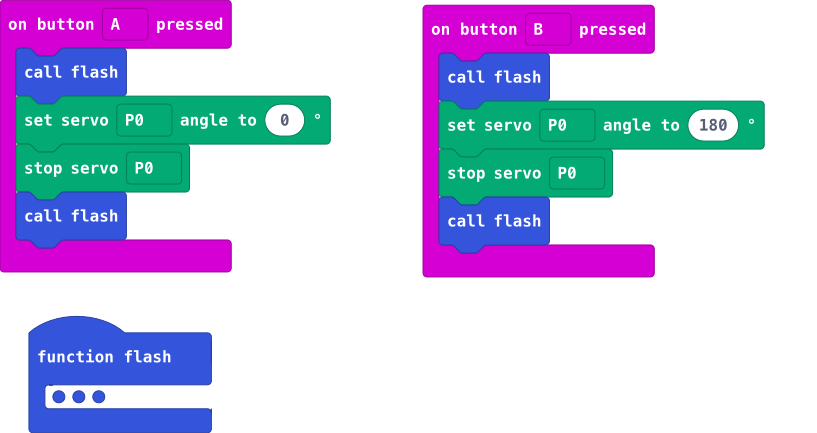 on button A pressed
call flash
set servo P0 angle to 0 °
stop servo P0
call flash
on button B pressed
call flash
set servo P0 angle to 180 °
stop servo P0
call flash
function flash